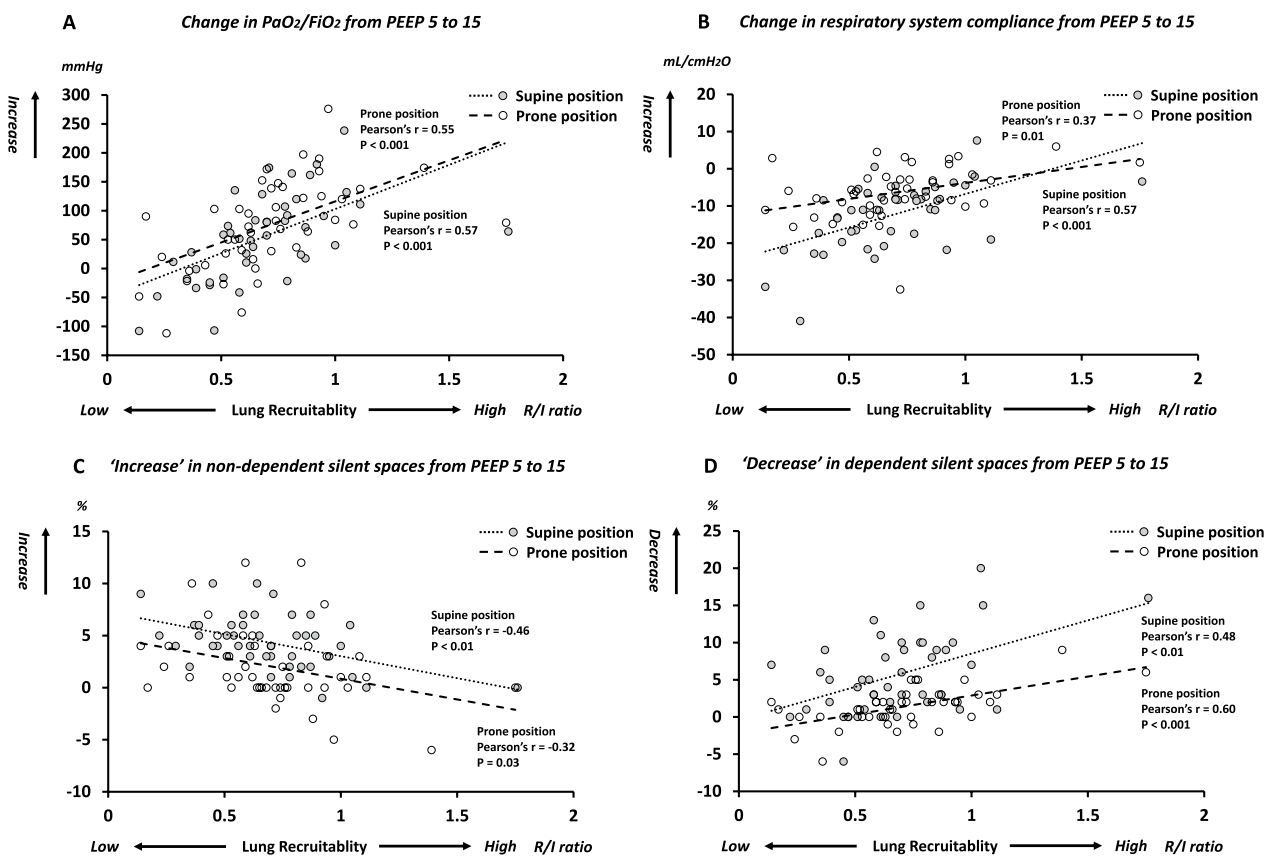 A
Change in PaO2/FiO2 from PEEP 5 to 15
mmHg
Increase
300
250
200
150
100
50
0
-50
-100
-150
0
0.5
1
1.5
2
Supine position
Prone position
Prone position
Pearson's r = 0.55
P < 0.001
Supine position
Pearson's r = 0.57
P < 0.001
Low
Lung Recruitablity
High
R/I ratio
B
Change in respiratory system compliance from PEEP 5 to 15
mL/cmH2O
Increase
20
10
0
-10
-20
-30
-40
-50
0
0.5
1
1.5
2
Supine position
Prone position
Prone position
Pearson's r = 0.37
P = 0.01
Supine position
Pearson's r = 0.57
P < 0.001
Low
Lung Recruitablity
High
R/I ratio
C
‘Increase’ in non-dependent silent spaces from PEEP 5 to 15
%
Increase
15
10
5
0
-5
-10
0
0.5
1
1.5
2
Supine position
Prone position
Supine position
Pearson's r = -0.46
P < 0.01
Prone position
Pearson's r = -0.32
P = 0.03
Low
Lung Recruitablity
High
R/I ratio
D
‘Decrease’ in dependent silent spaces from PEEP 5 to 15
%
Decrease
25
20
15
10
5
0
-5
-10
0
0.5
1
1.5
2
Supine position
Prone position
Supine position
Pearson's r = 0.48
P < 0.01
Prone position
Pearson's r = 0.60
P < 0.001
Low
Lung Recruitablity
High
R/I ratio